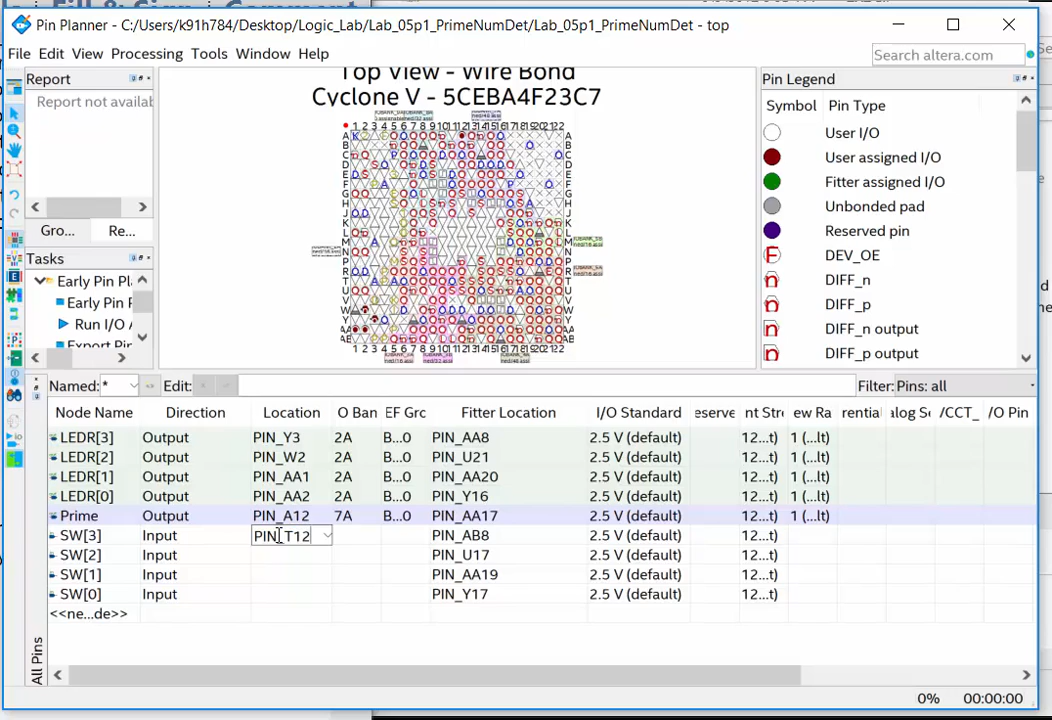 Pin Planner - C:/Users/k91h784/Desktop/Logic_Lab/Lab_05p1_PrimeNumDet/Lab_05p1_PrimeNumDet - top
File Edit View Processing Tools Window Help
Search altera.com
Report
Report not availab
Gro... Re...
Tasks
Early Pin Pl
Early Pin F
Run I/O A
Export Pin
Top View - Wire Bond
Cyclone V - 5CEBA4F23C7
Pin Legend
Symbol Pin Type
User I/O
User assigned I/O
Fitter assigned I/O
Unbonded pad
Reserved pin
DEV_OE
DIFF_n
DIFF_p
DIFF_n output
DIFF_p output
Named: * Edit: Filter: Pins: all
Node Name Direction Location O Ban EF Grc Fitter Location I/O Standard eserve nt Stre ew Ra rential alog Se /CCT_ /O Pin
LEDR[3] Output PIN_Y3 2A B...0 PIN_AA8 2.5 V (default) 12...t) 1 (...lt)
LEDR[2] Output PIN_W2 2A B...0 PIN_U21 2.5 V (default) 12...t) 1 (...lt)
LEDR[1] Output PIN_AA1 2A B...0 PIN_AA20 2.5 V (default) 12...t) 1 (...lt)
LEDR[0] Output PIN_AA2 2A B...0 PIN_Y16 2.5 V (default) 12...t) 1 (...lt)
Prime Output PIN_A12 7A B...0 PIN_AA17 2.5 V (default) 12...t) 1 (...lt)
SW[3] Input PIN_T12 PIN_AB8 2.5 V (default) 12...t)
SW[2] Input PIN_U17 2.5 V (default) 12...t)
SW[1] Input PIN_AA19 2.5 V (default) 12...t)
SW[0] Input PIN_Y17 2.5 V (default) 12...t)
<<ne...de>>
All Pins
0% 00:00:00